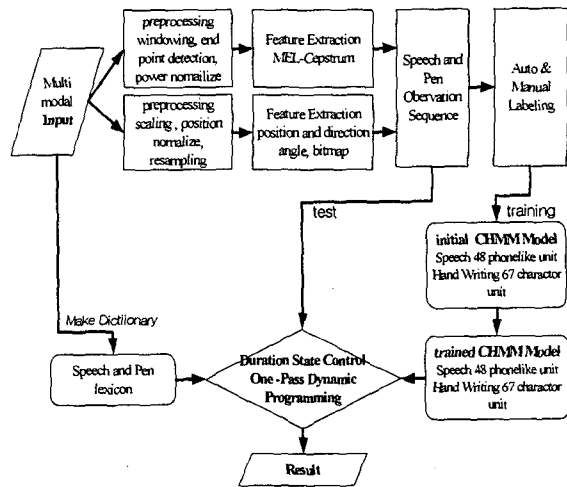 Multi
modal
Input
preprocessing
windowing, end
point detection,
power nomailize
Feature Extraction
MEL-Cepstrum
preprocessing
scaling, position
nomalize,
resampling
Feature Extraction
position and direction
angle, bitmap
Speech and
Pen
Obervation
Sequence
Auto &
Manual
Labeling
test
training
initial CHMM Model
Speech 48 phonelike unit
Hand Writing 67 charactor
unit
Make Dictiionary
Speech and Pen
lexicon
Duration State Control
One-Pass Dynamic
Programming
trained CHMM Model
Speech 48 phonelike unit
Hand Writing 67 charactor
unit
Result